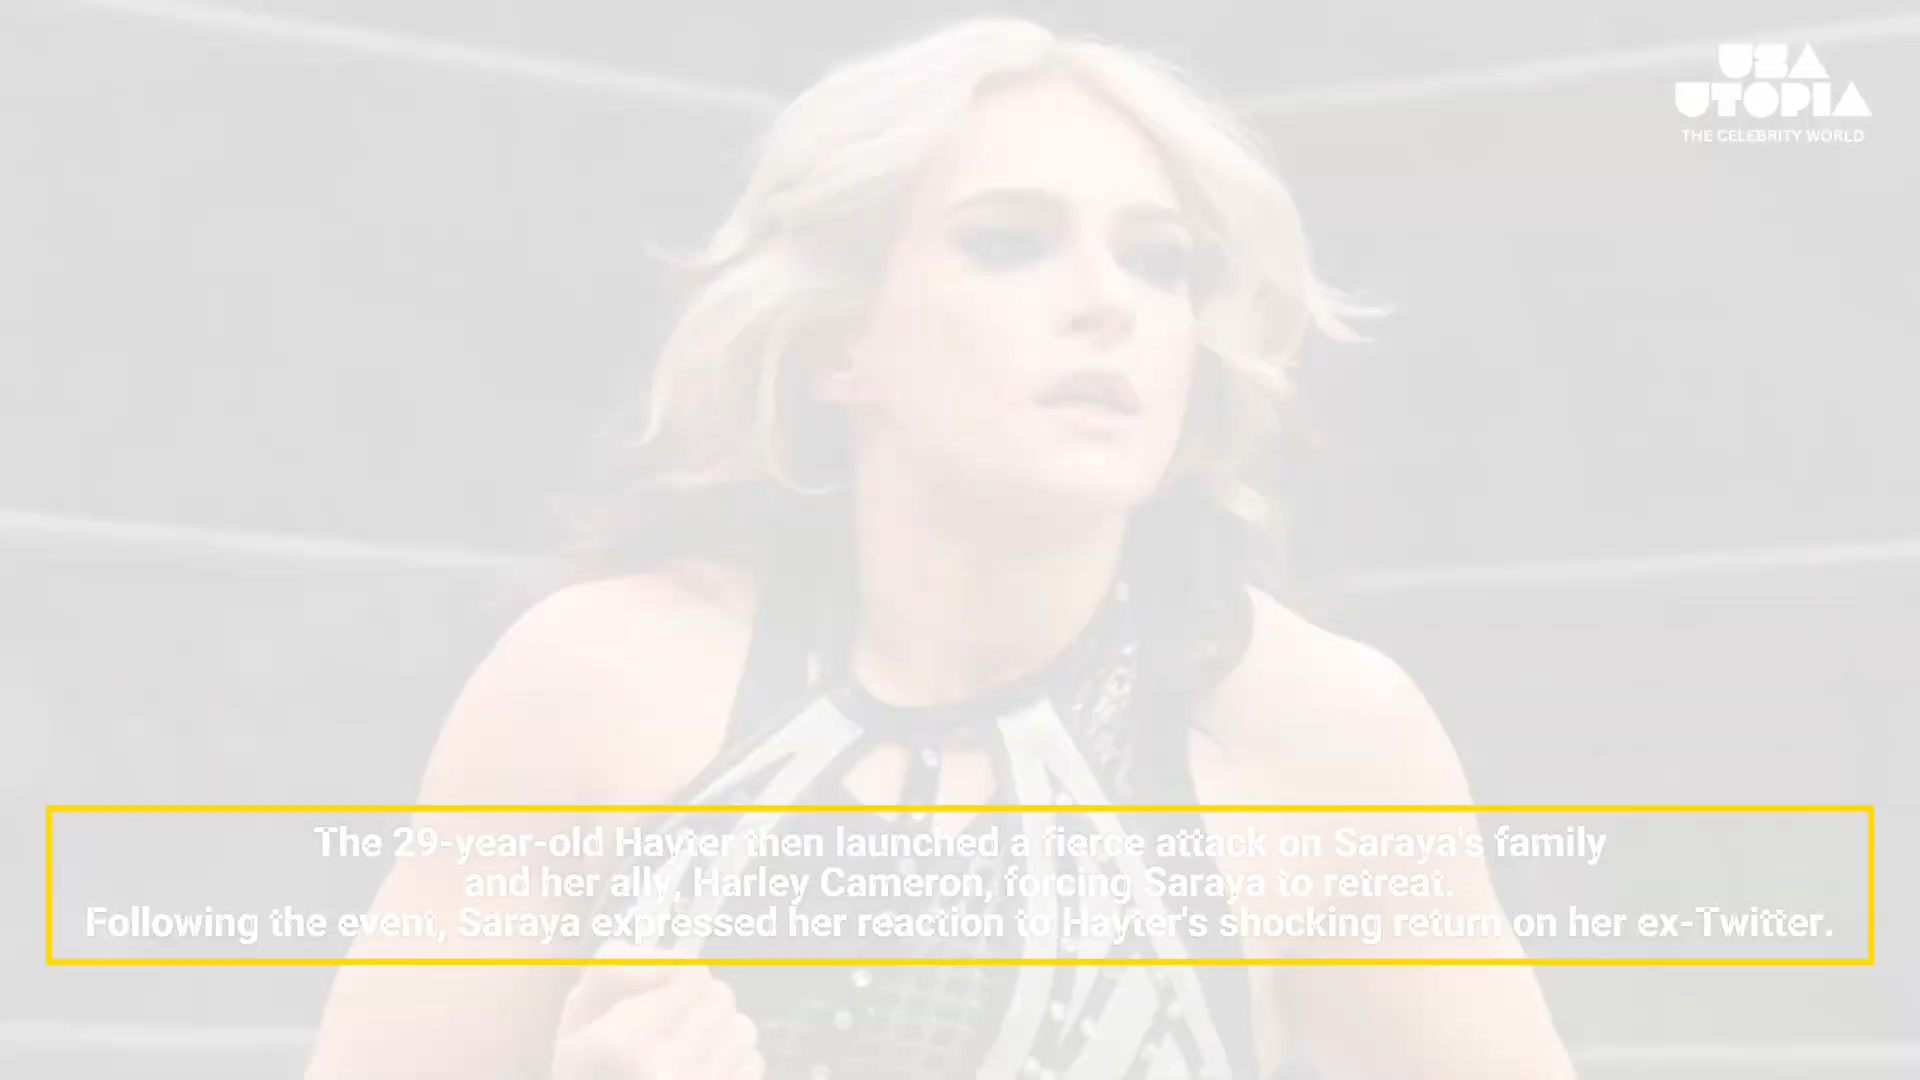 USA
UTOPIA
THE CELEBRITY WORLD
The 29-year-old Hayter then launched a fierce attack on Saraya's family
and her ally, Harley Cameron, forcing Saraya to retreat.
Following the event, Saraya expressed her reaction to Hayter's shocking return on her ex-Twitter.